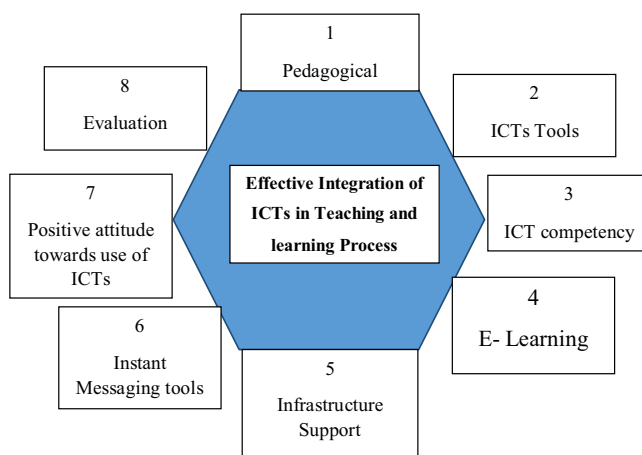 1
Pedagogical
2
ICTs Tools
3
ICT competency
4
E- Learning
5
Infrastructure
Support
6
Instant
Messaging tools
7
Positive attitude
towards use of
ICTs
8
Evaluation
Effective Integration of
ICTs in Teaching and
learning Process